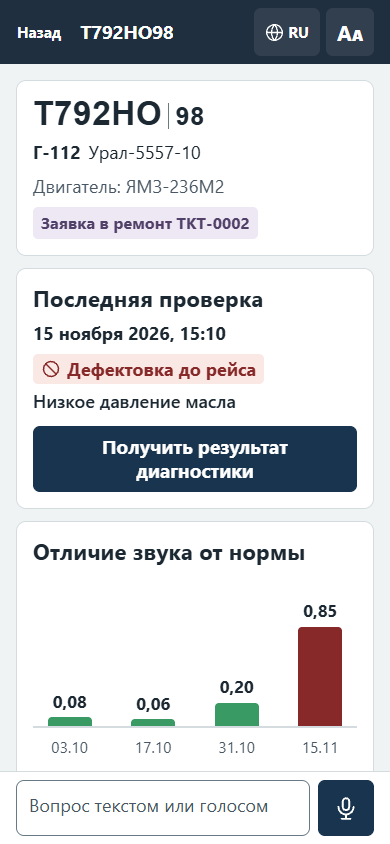 Назад T792HO98 RU Aa
T792HO 98
Г-112 Урал-5557-10
Двигатель: ЯМЗ-236М2
Заявка в ремонт ТКТ-0002
Последняя проверка
15 ноября 2026, 15:10
Дефектовка до рейса
Низкое давление масла
Получить результат
диагностики
Отличие звука от нормы
0,08 0,06 0,20 0,85
03.10 17.10 31.10 15.11
Вопрос текстом или голосом